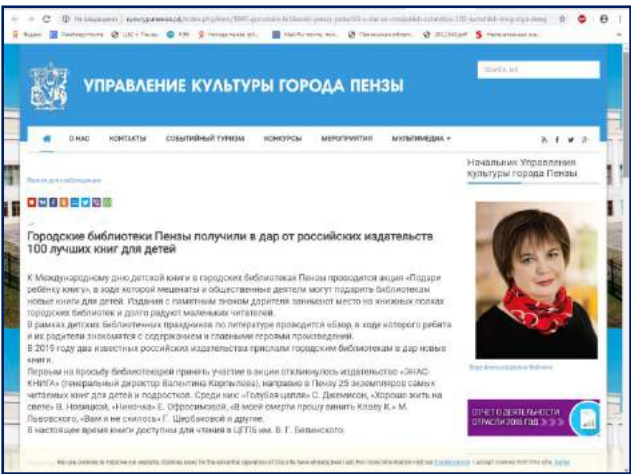 УПРАВЛЕНИЕ КУЛЬТУРЫ ГОРОДА ПЕНЗЫ
О НАС КОНТАКТЫ СОБЫТИЙНЫЙ ТУРИЗМ КОНКУРСЫ МЕРОПРИЯТИЯ МУЛЬТИМЕДИА
Начальник Управления
культуры города Пензы
Версия для слабовидящих
Городские библиотеки Пензы получили в дар от российских издательств
100 лучших книг для детей
К Международному дню детской книги в городских библиотеках Пензы проводится акция «Подари
ребёнку книгу», в ходе которой меценаты и общественные деятели могут подарить библиотекам
новые книги для детей. Издания с памятным знаком дарителя занимают место на книжных полках
городских библиотек и долго радуют маленьких читателей.
В рамках детских библиотечных праздников по литературе проводится обзор, в ходе которого ребята
и их родители знакомятся с содержанием и главными героями произведений.
В 2019 году два известных российских издательства прислали городским библиотекам в дар новые
книги.
Первым на просьбу библиотекарей принять участие в акции откликнулось издательство «ЭНАС-
КНИГА» (генеральный директор Валентина Корпылева), направив в Пензу 25 экземпляров самых
читаемых книг для детей и подростков. Среди них: «Голубая цапля» С. Джемисон, «Хорошо жить на
свете» В. Новицкой, «Ниночка» Е. Офросимовой, «В моей смерти прошу винить Клаву К.» М.
Львовского, «Вам и не снилось» Г. Щербаковой и другие.
В настоящее время книги доступны для чтения в ЦГПБ им. В. Г. Белинского.
ОТЧЕТ О ДЕЯТЕЛЬНОСТИ
ОТРАСЛИ 2018 ГОД